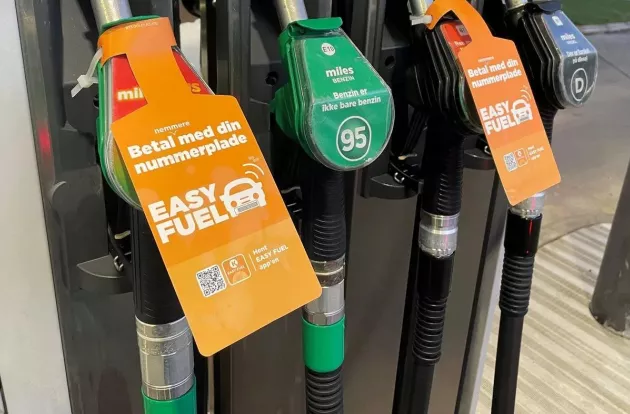 mi
s
nemmere
Betal med din
nummerplade
EASY
FUEL
Hent
EASY FUEL
app'en
E10
miles
BENZIN
Benzin er
ikke bare benzin
95
Betal med din
nummerplade
EASY
FUEL
miles
D